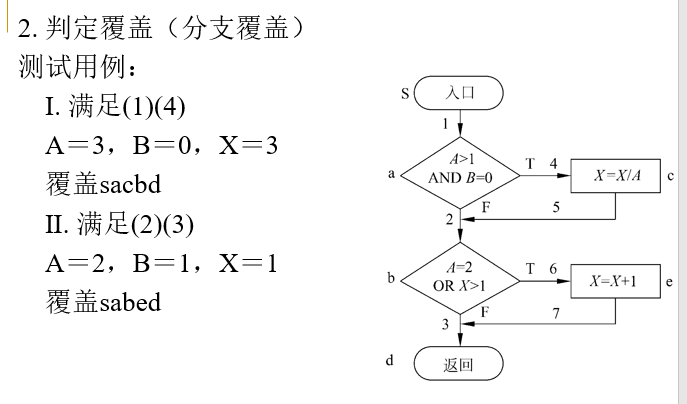 2. 判定覆盖（分支覆盖）
测试用例：
I. 满足(1)(4)
A＝3，B＝0，X＝3
覆盖sacbd
II. 满足(2)(3)
A＝2，B＝1，X＝1
覆盖sabed
S
入口
1
a
A>1
AND B=0
T 4
X=X/A
c
F
5
2
b
A=2
OR X>1
T 6
X=X+1
e
F
7
3
d
返回